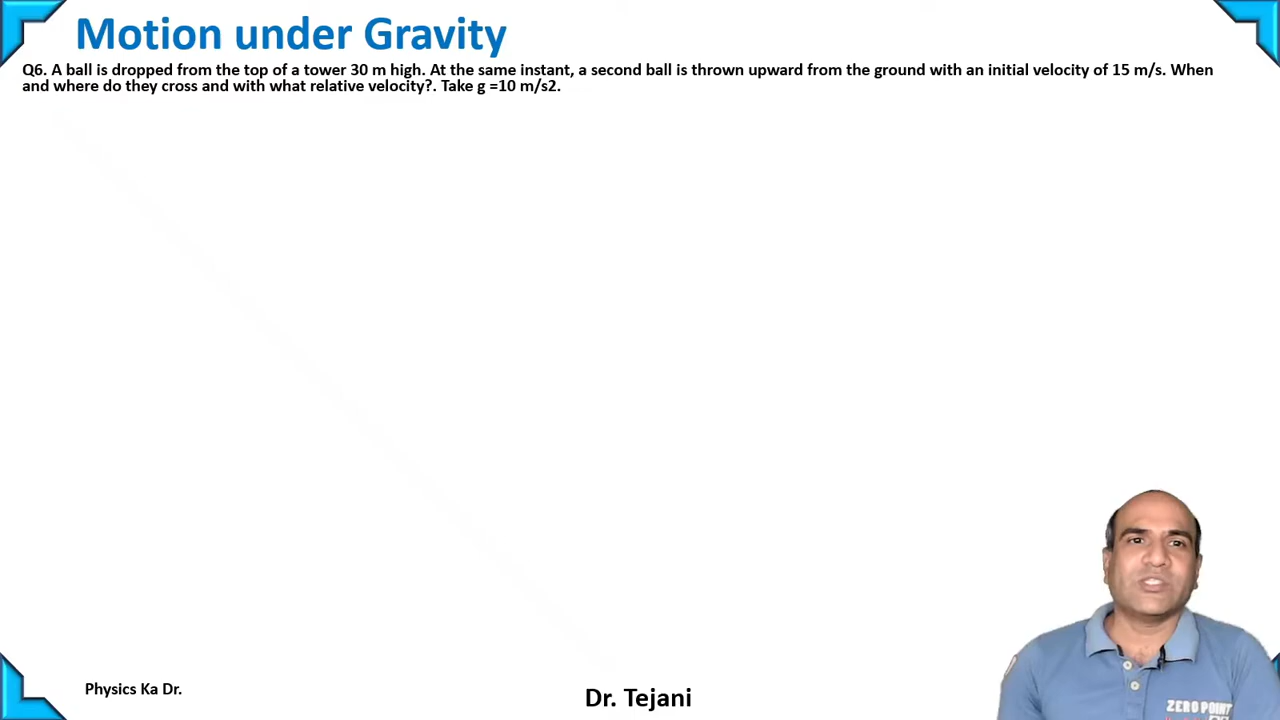 Motion under Gravity
Q6. A ball is dropped from the top of a tower 30 m high. At the same instant, a second ball is thrown upward from the ground with an initial velocity of 15 m/s. When
and where do they cross and with what relative velocity?. Take g =10 m/s2.
ZERO POINT
Physics Ka Dr.
Dr. Tejani